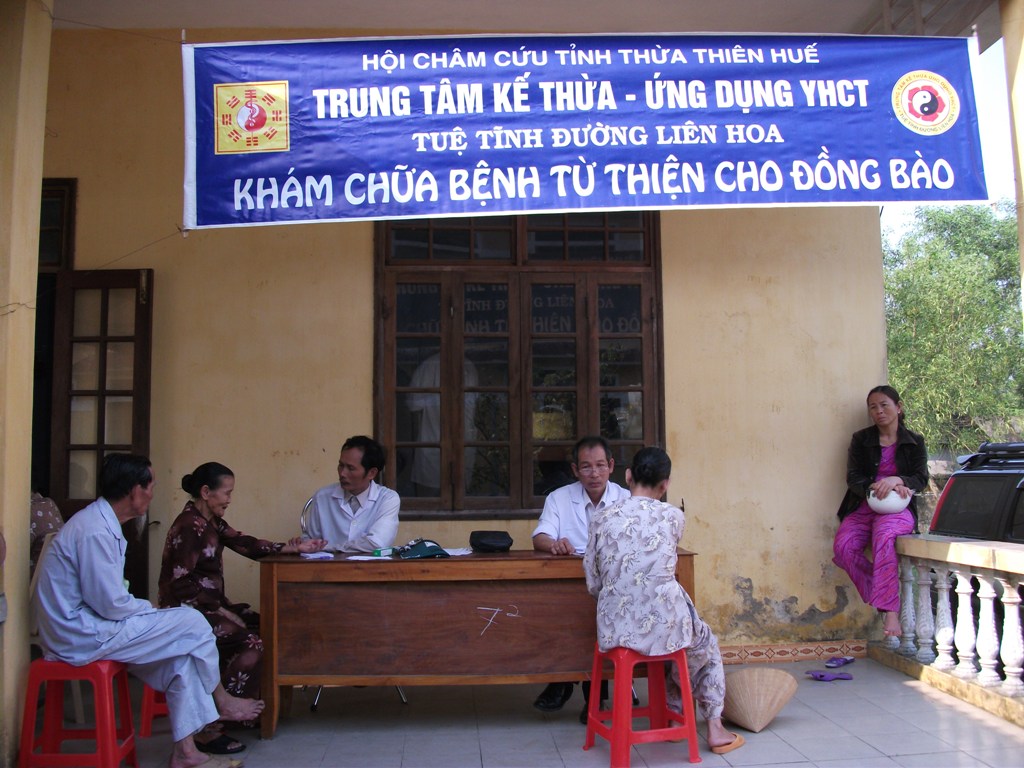 HỘI CHÂM CỨU TỈNH THỪA THIÊN HUẾ
TRUNG TÂM KẾ THỪA - ỨNG DỤNG YHCT
TUỆ TĨNH ĐƯỜNG LIÊN HOA
KHÁM CHỮA BỆNH TỪ THIỆN CHO ĐỒNG BÀO
7²